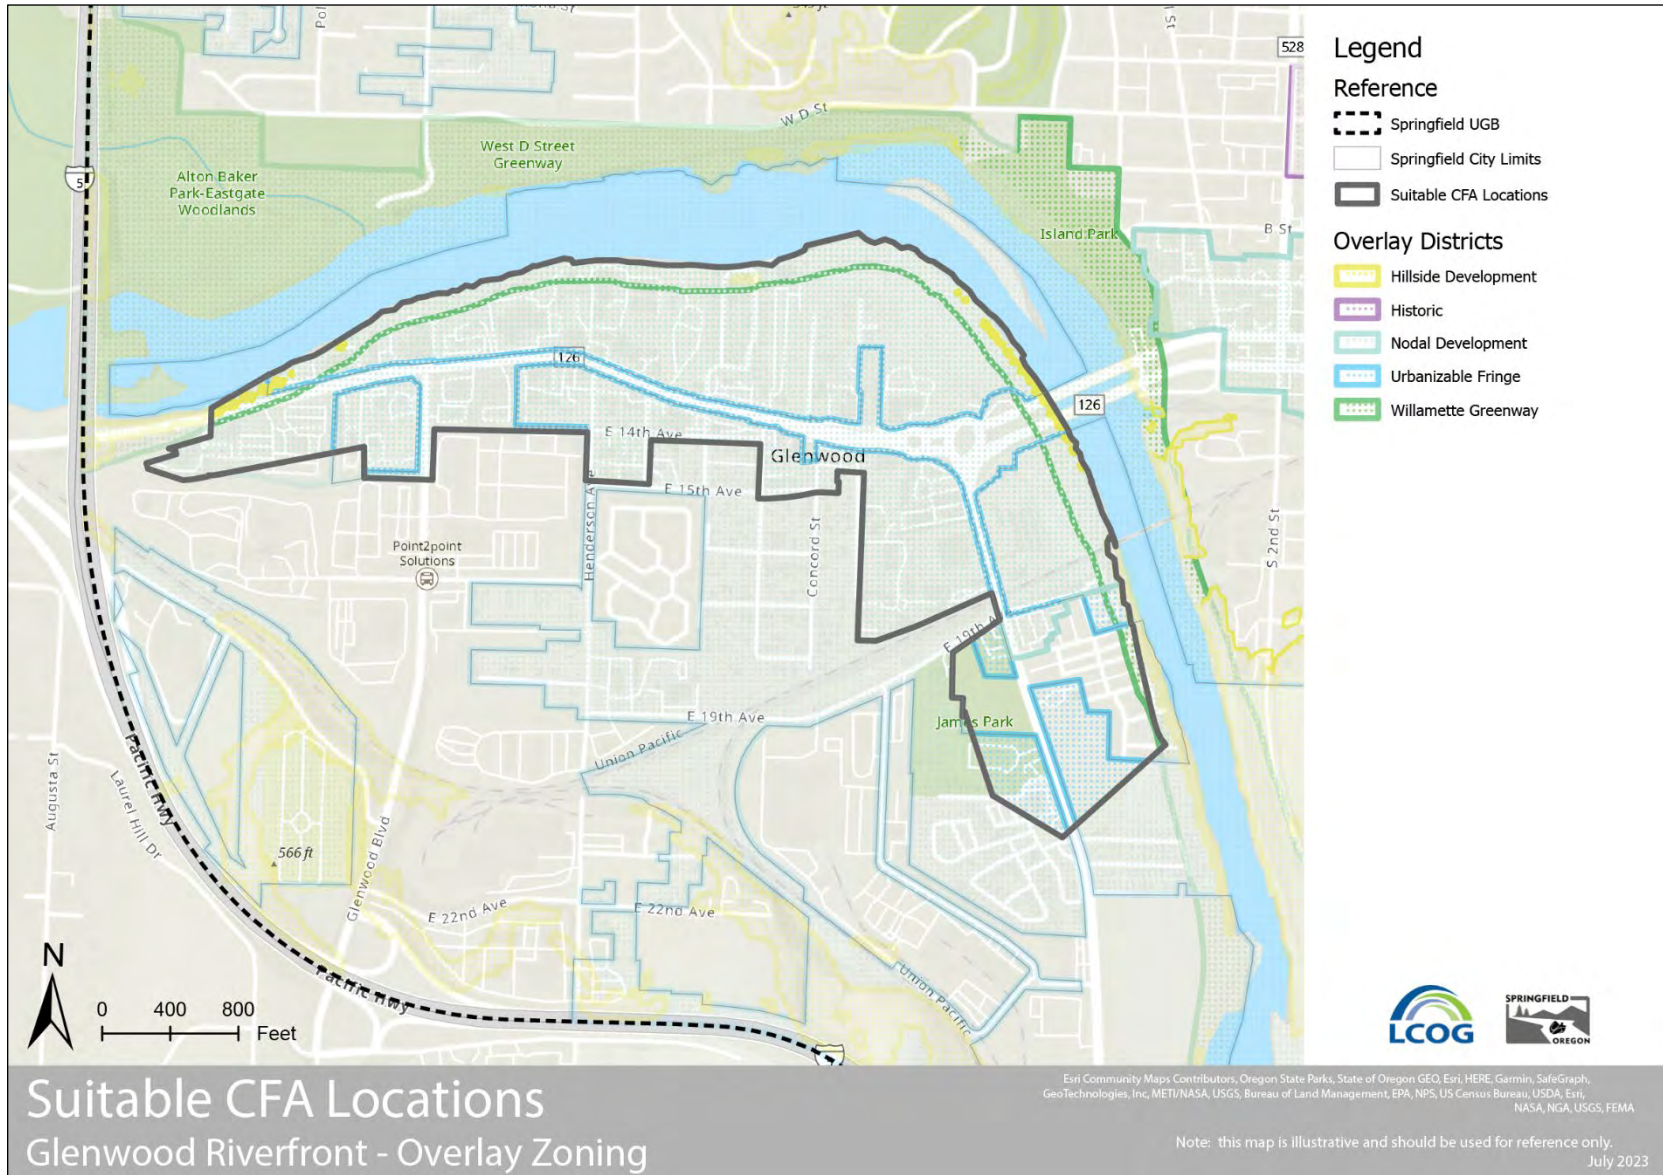 528
W D St
West D Street
Greenway
5
Alton Baker
Park-Eastgate
Woodlands
Island Park
B St
126
126
E 14th Ave
Glenwood
E 15th Ave
Henderson Ave
Concord St
S 2nd St
Point2point
Solutions
E 19th A
James Park
E 19th Ave
Union Pacific
Pacific Hwy
Augusta St
Laurel Hill Dr
566 ft
Glenwood Blvd
E 22nd Ave
E 22nd Ave
Union Pacific
Pacific Hwy
N
0 400 800
Feet
Legend
Reference
Springfield UGB
Springfield City Limits
Suitable CFA Locations
Overlay Districts
Hillside Development
Historic
Nodal Development
Urbanizable Fringe
Willamette Greenway
LCOG
SPRINGFIELD
OREGON
Suitable CFA Locations
Glenwood Riverfront - Overlay Zoning
Esri Community Maps Contributors, Oregon State Parks, State of Oregon GEO, Esri, HERE, Garmin, SafeGraph,
GeoTechnologies, Inc, METI/NASA, USGS, Bureau of Land Management, EPA, NPS, US Census Bureau, USDA, Esri,
NASA, NGA, USGS, FEMA
Note: this map is illustrative and should be used for reference only.
July 2023